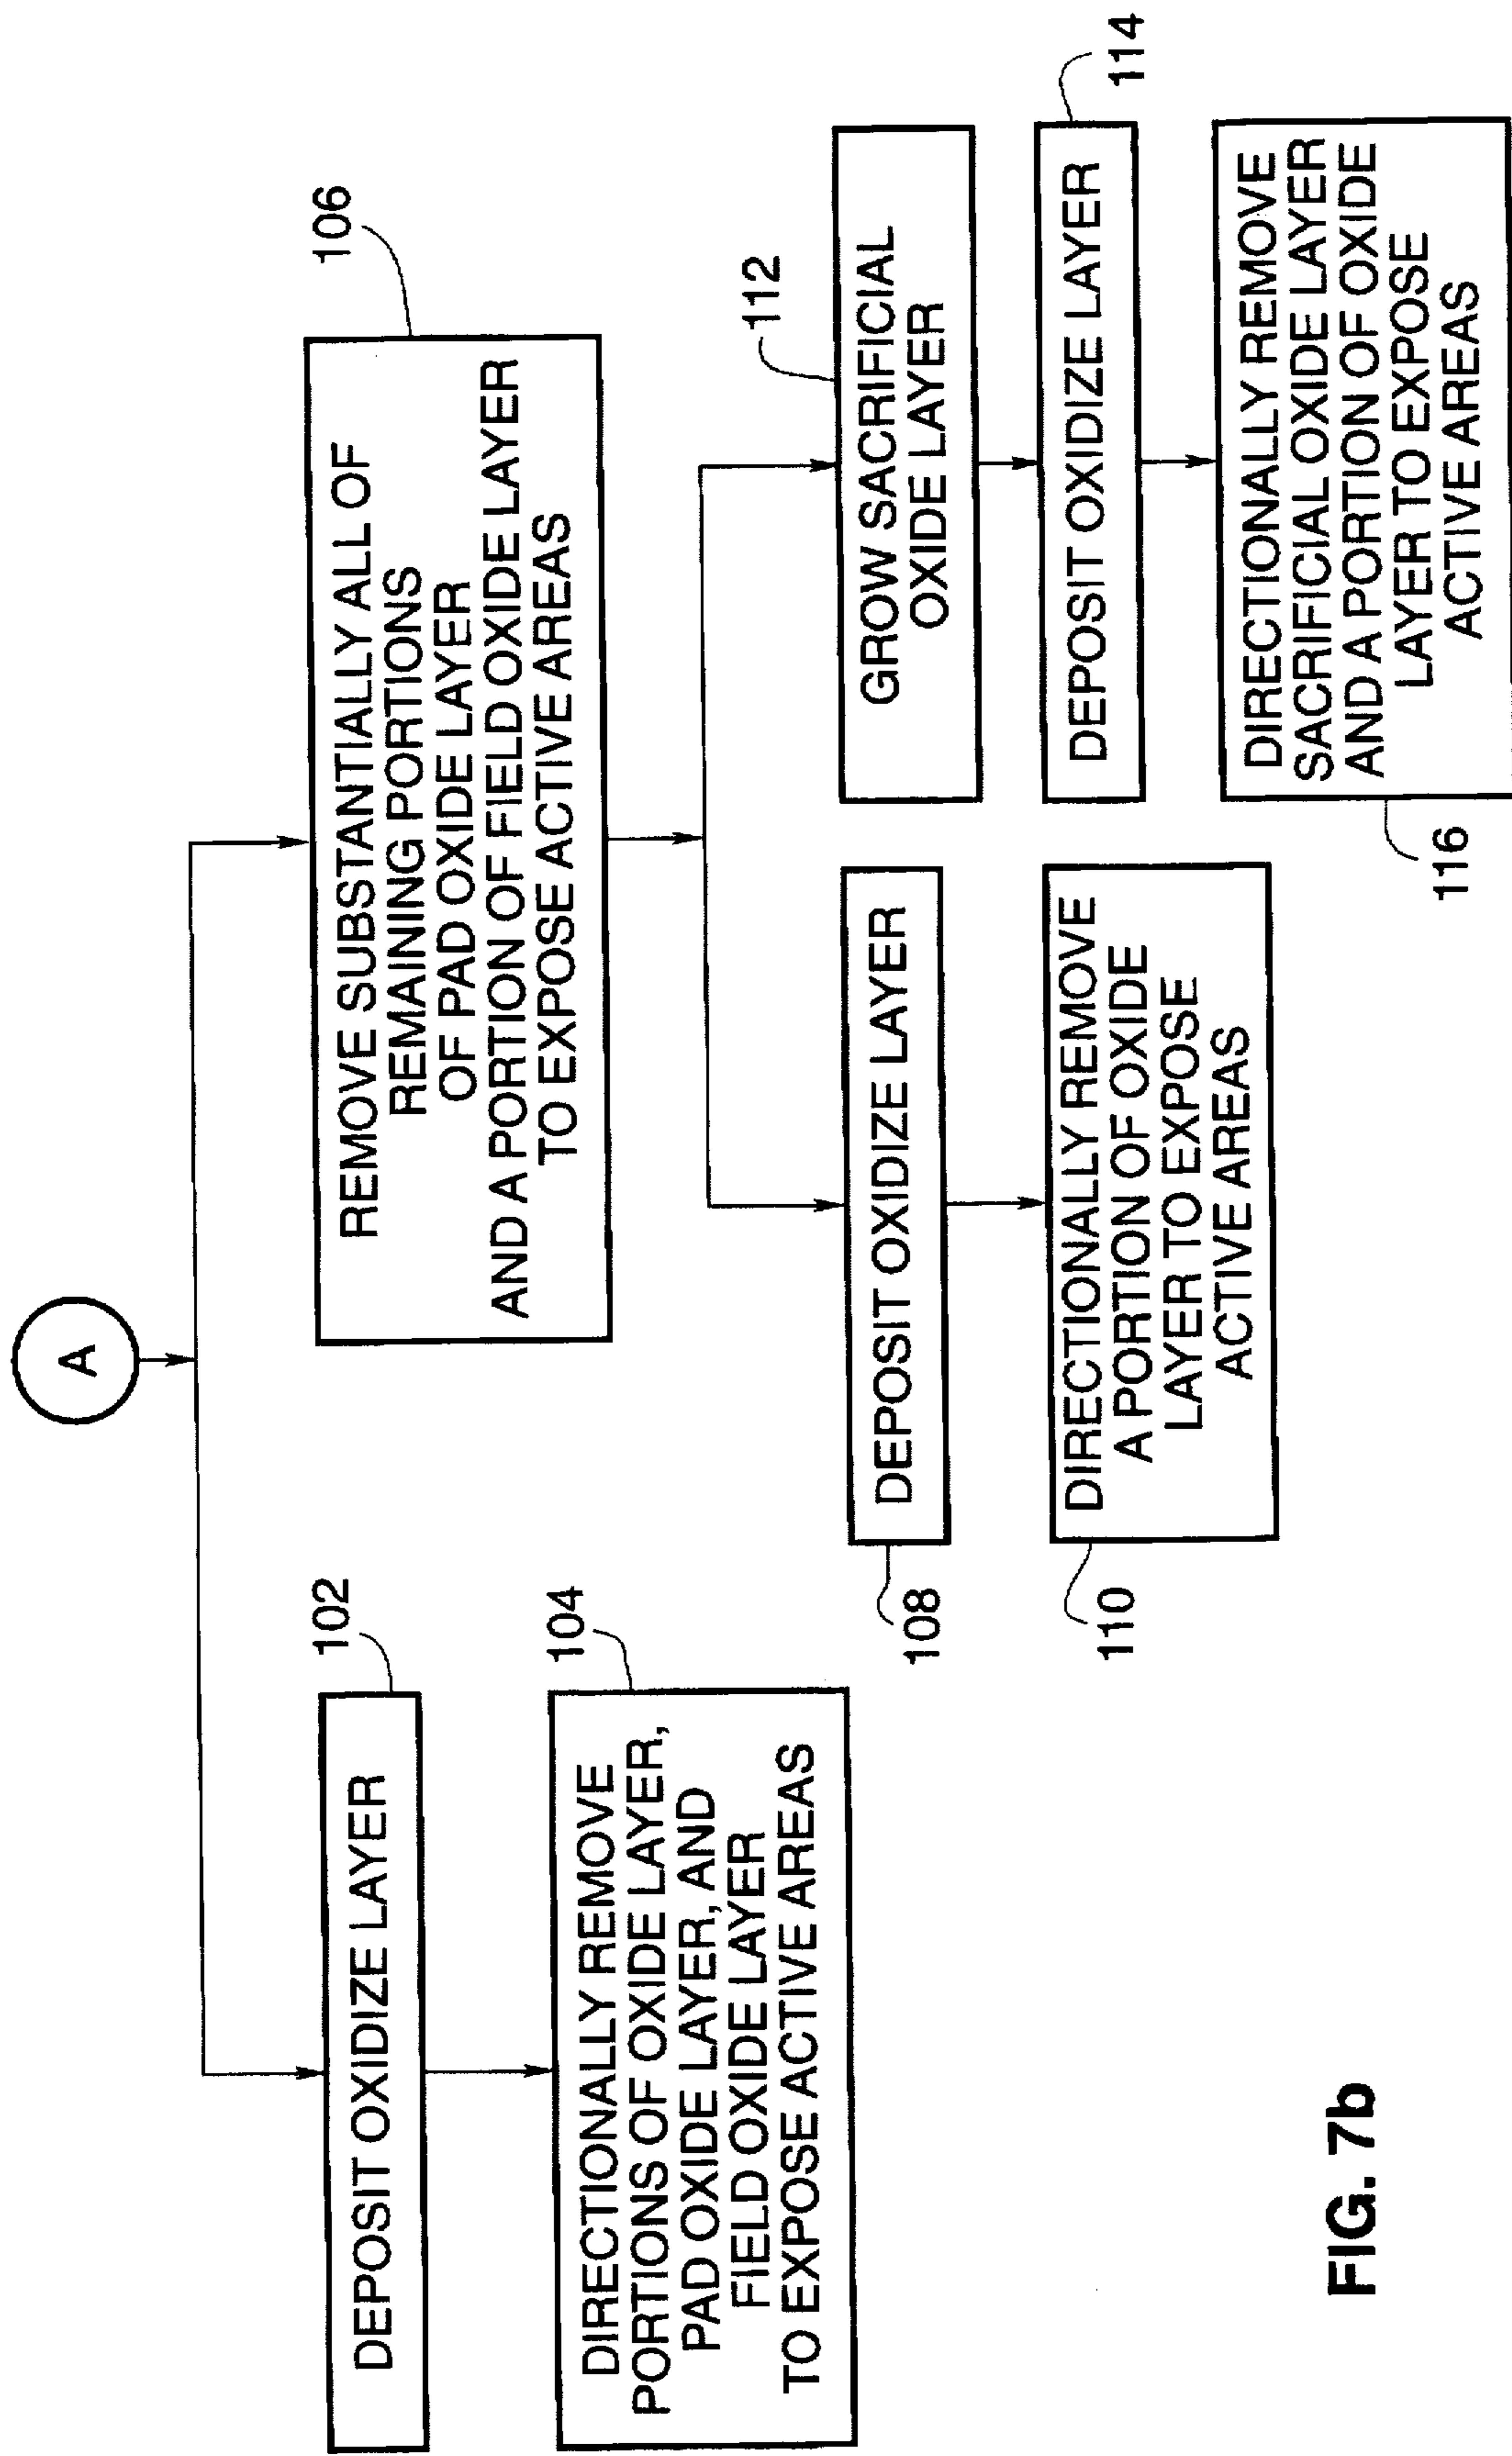 A
102
DEPOSIT OXIDIZE LAYER
104
DIRECTIONALLY REMOVE
PORTIONS OF OXIDE LAYER,
PAD OXIDE LAYER, AND
FIELD OXIDE LAYER
TO EXPOSE ACTIVE AREAS
106
REMOVE SUBSTANTIALLY ALL OF
REMAINING PORTIONS
OF PAD OXIDE LAYER
AND A PORTION OF FIELD OXIDE LAYER
TO EXPOSE ACTIVE AREAS
108
DEPOSIT OXIDIZE LAYER
110
DIRECTIONALLY REMOVE
A PORTION OF OXIDE
LAYER TO EXPOSE
ACTIVE AREAS
112
GROW SACRIFICIAL
OXIDE LAYER
114
DEPOSIT OXIDIZE LAYER
116
DIRECTIONALLY REMOVE
SACRIFICIAL OXIDE LAYER
AND A PORTION OF OXIDE
LAYER TO EXPOSE
ACTIVE AREAS
FIG. 7b